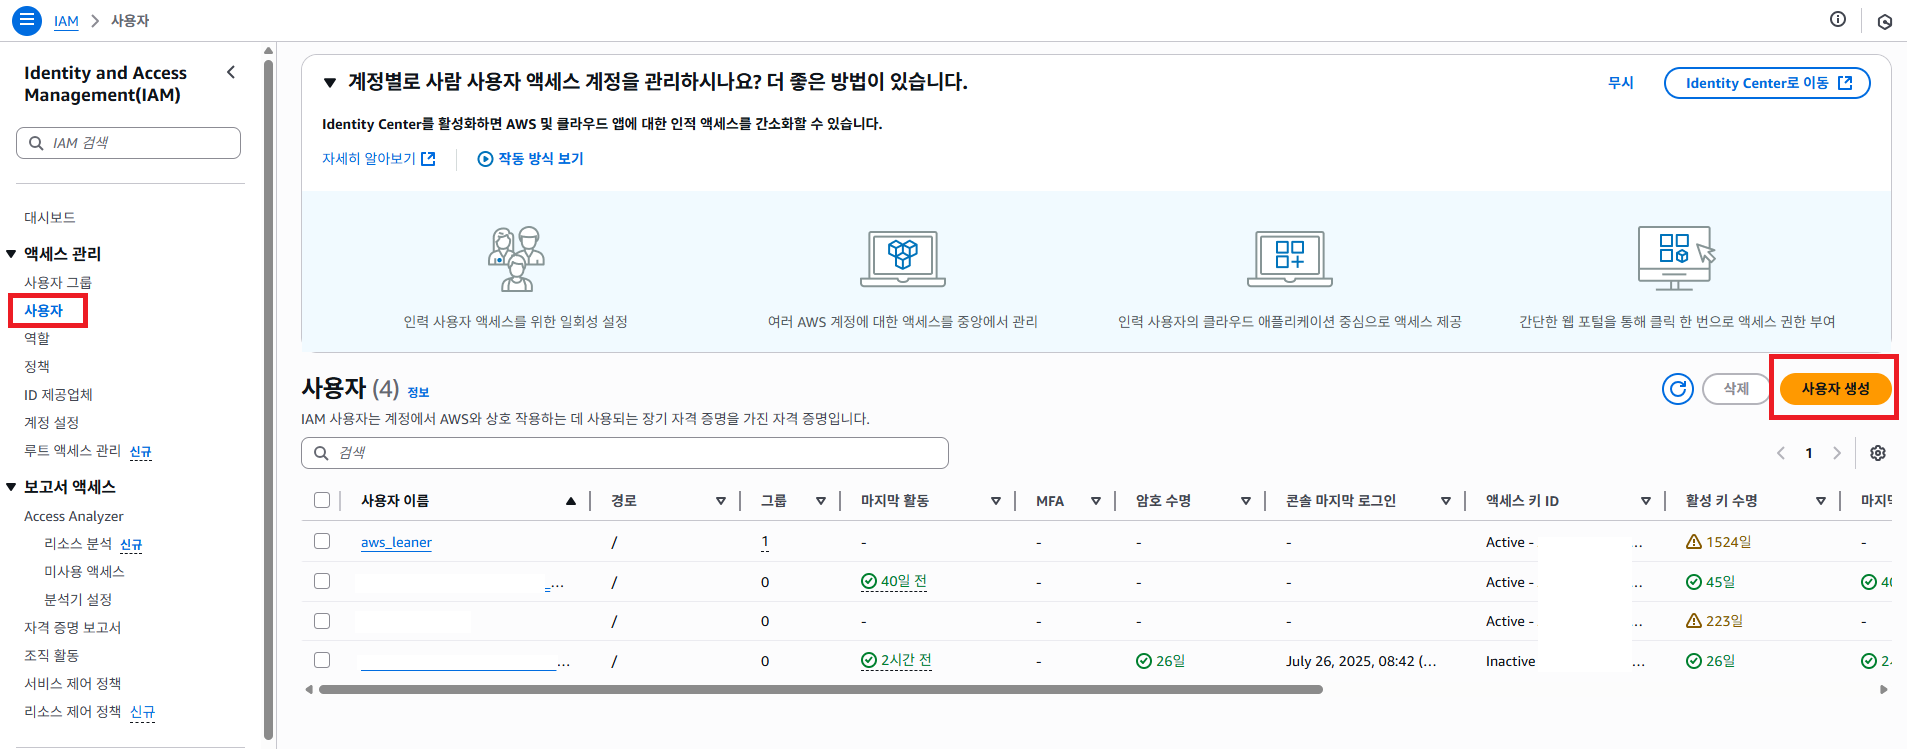 IAM > 사용자
Identity and Access
Management(IAM)
IAM 검색
대시보드
액세스 관리
사용자 그룹
사용자
역할
정책
ID 제공업체
계정 설정
루트 액세스 관리 신규
보고서 액세스
Access Analyzer
리소스 분석 신규
미사용 액세스
분석기 설정
자격 증명 보고서
조직 활동
서비스 제어 정책
리소스 제어 정책 신규
계정별로 사람 사용자 액세스 계정을 관리하시나요? 더 좋은 방법이 있습니다.
무시
Identity Center로 이동
Identity Center를 활성화하면 AWS 및 클라우드 앱에 대한 인적 액세스를 간소화할 수 있습니다.
자세히 알아보기
작동 방식 보기
인력 사용자 액세스를 위한 일회성 설정
여러 AWS 계정에 대한 액세스를 중앙에서 관리
인력 사용자의 클라우드 애플리케이션 중심으로 액세스 제공
간단한 웹 포털을 통해 클릭 한 번으로 액세스 권한 부여
사용자 (4) 정보
삭제
사용자 생성
IAM 사용자는 계정에서 AWS와 상호 작용하는 데 사용되는 장기 자격 증명을 가진 자격 증명입니다.
검색
1
사용자 이름 경로 그룹 마지막 활동 MFA 암호 수명 콘솔 마지막 로그인 액세스 키 ID 활성 키 수명
aws_leaner / 1 - - - - Active - ... 1524일 -
_... / 0 40일 전 - - - Active - ... 45일
/ 0 - - - - Active - ... 223일 -
... / 0 2시간 전 - 26일 July 26, 2025, 08:42 (... Inactive ... 26일